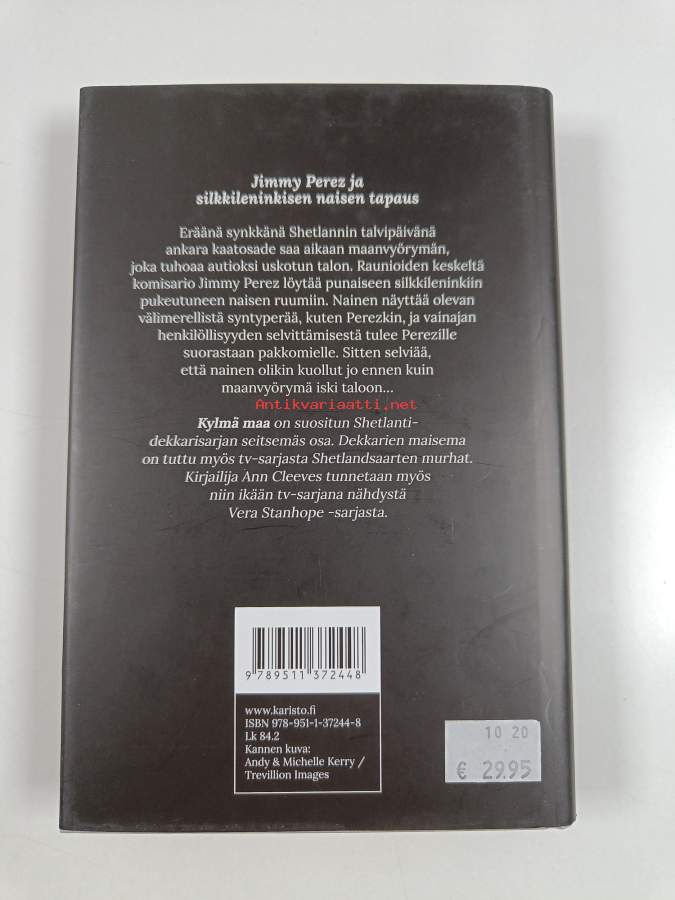 Jimmy Perez ja
silkkileninkisen naisen tapaus
Eräänä synkkänä Shetlannin talvipäivänä
ankara kaatosade saa aikaan maanvyörymän,
joka tuhoaa autioksi uskotun talon. Raunioiden keskeltä
komisario Jimmy Perez löytää punaiseen silkkileninkiin
pukeutuneen naisen ruumiin. Nainen näyttää olevan
välimerellistä syntyperää, kuten Perezkin, ja vainajan
henkilöllisyyden selvittämisestä tulee Perezille
suorastaan pakkomielle. Sitten selviää,
että nainen olikin kuollut jo ennen kuin
maanvyörymä iski taloon...
Antikvariaatti.net
Kylmä maa on suositun Shetlanti-
dekkarisarjan seitsemäs osa. Dekkarien maisema
on tuttu myös tv-sarjasta Shetlandsaarten murhat.
Kirjailija Ann Cleeves tunnetaan myös
niin ikään tv-sarjana nähdystä
Vera Stanhope -sarjasta.
9 789511 372448
www.karisto.fi
ISBN 978-951-1-37244-8
Lk 84.2
Kannen kuva:
Andy & Michelle Kerry /
Trevillion Images
10 20
€ 29.95